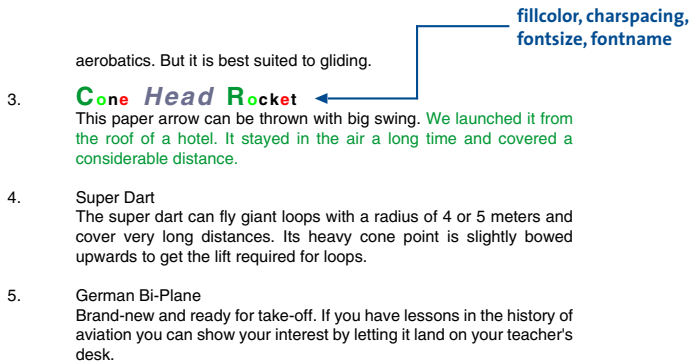 fillcolor, charspacing,
fontsize, fontname
aerobatics. But it is best suited to gliding.
3. Cone Head Rocket
This paper arrow can be thrown with big swing. We launched it from
the roof of a hotel. It stayed in the air a long time and covered a
considerable distance.
4. Super Dart
The super dart can fly giant loops with a radius of 4 or 5 meters and
cover very long distances. Its heavy cone point is slightly bowed
upwards to get the lift required for loops.
5. German Bi-Plane
Brand-new and ready for take-off. If you have lessons in the history of
aviation you can show your interest by letting it land on your teacher's
desk.